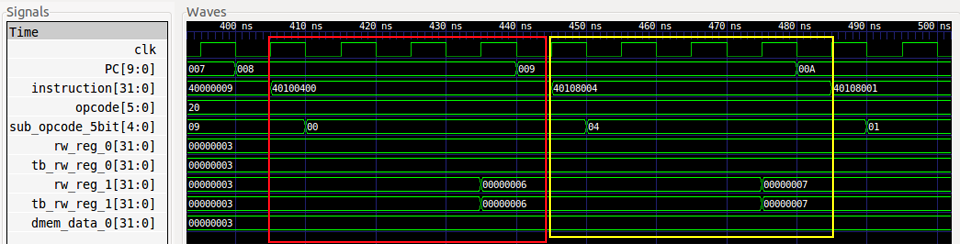 Signals Waves
Time 400 ns 410 ns 420 ns 430 ns 440 ns 450 ns 460 ns 470 ns 480 ns 490 ns 500 ns
clk
PC[9:0] 007 008 009 00A
instruction[31:0] 40000009 40100400 40108004 40108001
opcode[5:0] 20
sub_opcode_5bit[4:0] 09 00 04 01
rw_reg_0[31:0] 00000003
tb_rw_reg_0[31:0] 00000003
rw_reg_1[31:0] 00000003 00000006 00000007
tb_rw_reg_1[31:0] 00000003 00000006 00000007
dmem_data_0[31:0] 00000003